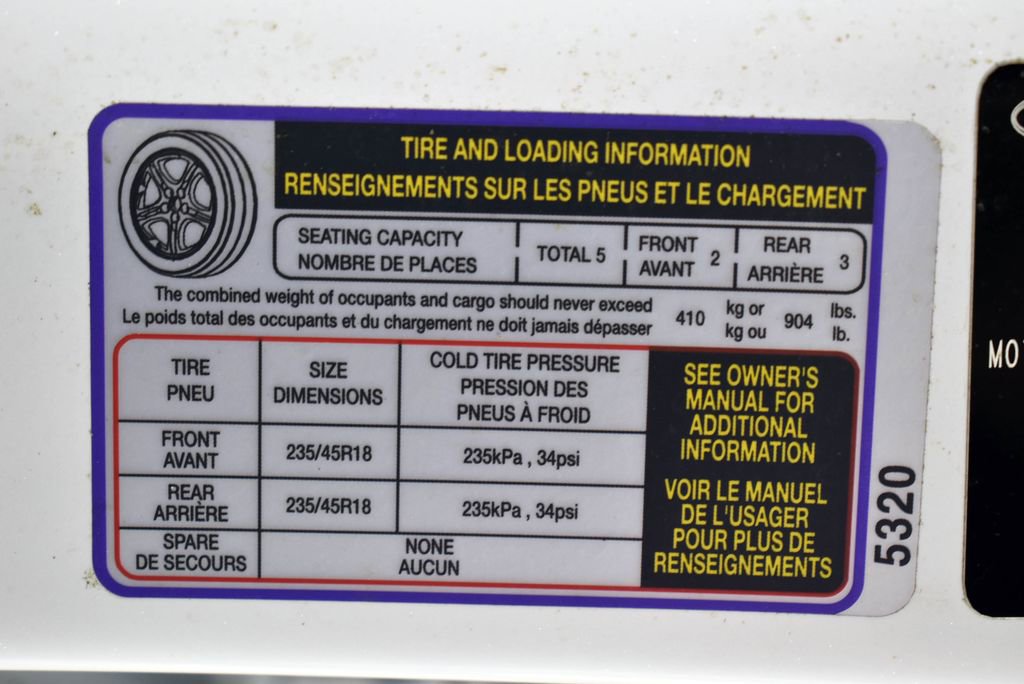 TIRE AND LOADING INFORMATION
RENSEIGNEMENTS SUR LES PNEUS ET LE CHARGEMENT
SEATING CAPACITY
NOMBRE DE PLACES
TOTAL 5
FRONT
AVANT
2
REAR
ARRIÈRE
3
The combined weight of occupants and cargo should never exceed
Le poids total des occupants et du chargement ne doit jamais dépasser
410
kg or
kg ou
904
lbs.
lb.
TIRE
PNEU
SIZE
DIMENSIONS
COLD TIRE PRESSURE
PRESSION DES
PNEUS À FROID
FRONT
AVANT
235/45R18
235kPa , 34psi
REAR
ARRIÈRE
235/45R18
235kPa , 34psi
SPARE
DE SECOURS
NONE
AUCUN
SEE OWNER'S
MANUAL FOR
ADDITIONAL
INFORMATION
VOIR LE MANUEL
DE L'USAGER
POUR PLUS DE
RENSEIGNEMENTS
5320